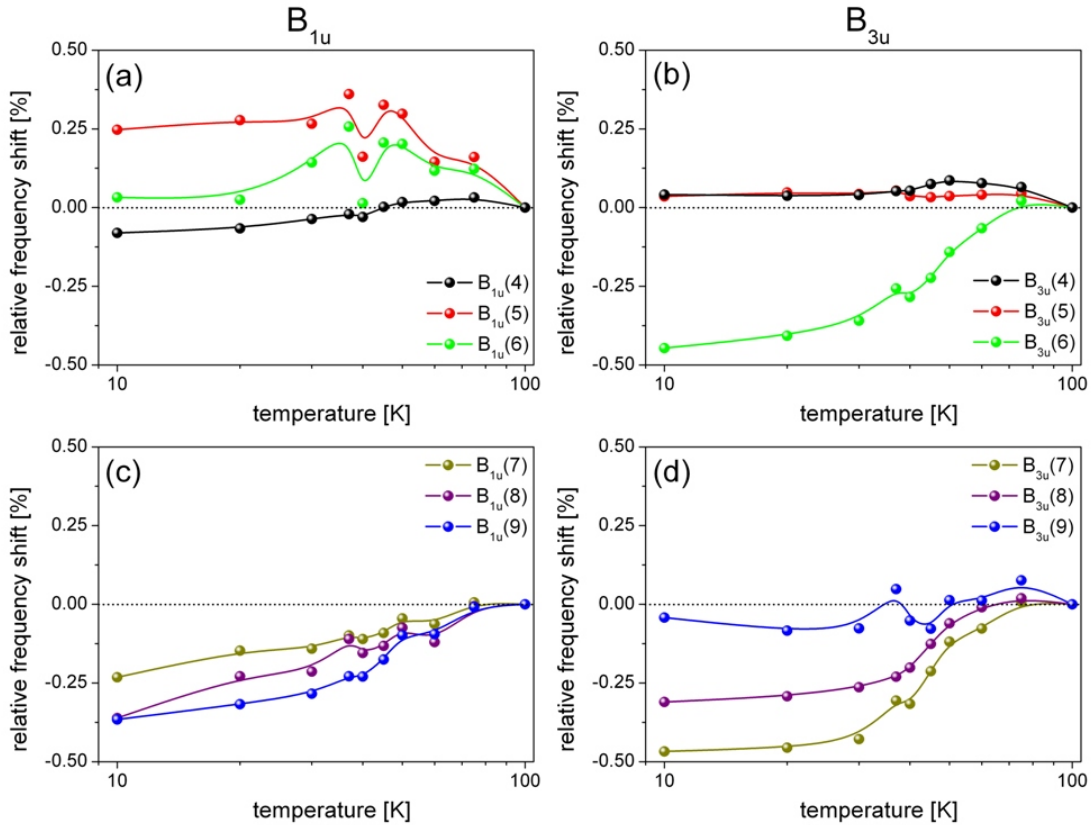 B1u
B3u
(a)
0.50
0.25
0.00
-0.25
-0.50
relative frequency shift [%]
10
100
temperature [K]
B1u(4)
B1u(5)
B1u(6)
(b)
0.50
0.25
0.00
-0.25
-0.50
relative frequency shift [%]
10
100
temperature [K]
B3u(4)
B3u(5)
B3u(6)
(c)
0.50
0.25
0.00
-0.25
-0.50
relative frequency shift [%]
10
100
temperature [K]
B1u(7)
B1u(8)
B1u(9)
(d)
0.50
0.25
0.00
-0.25
0.50
relative frequency shift [%]
10
100
temperature [K]
B3u(7)
B3u(8)
B3u(9)